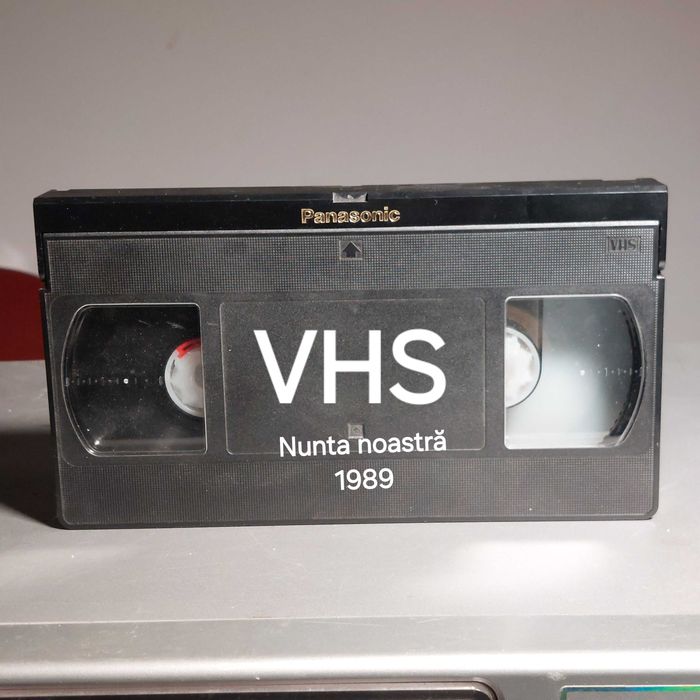 Panasonic
VHS
VHS
Nunta noastră
1989